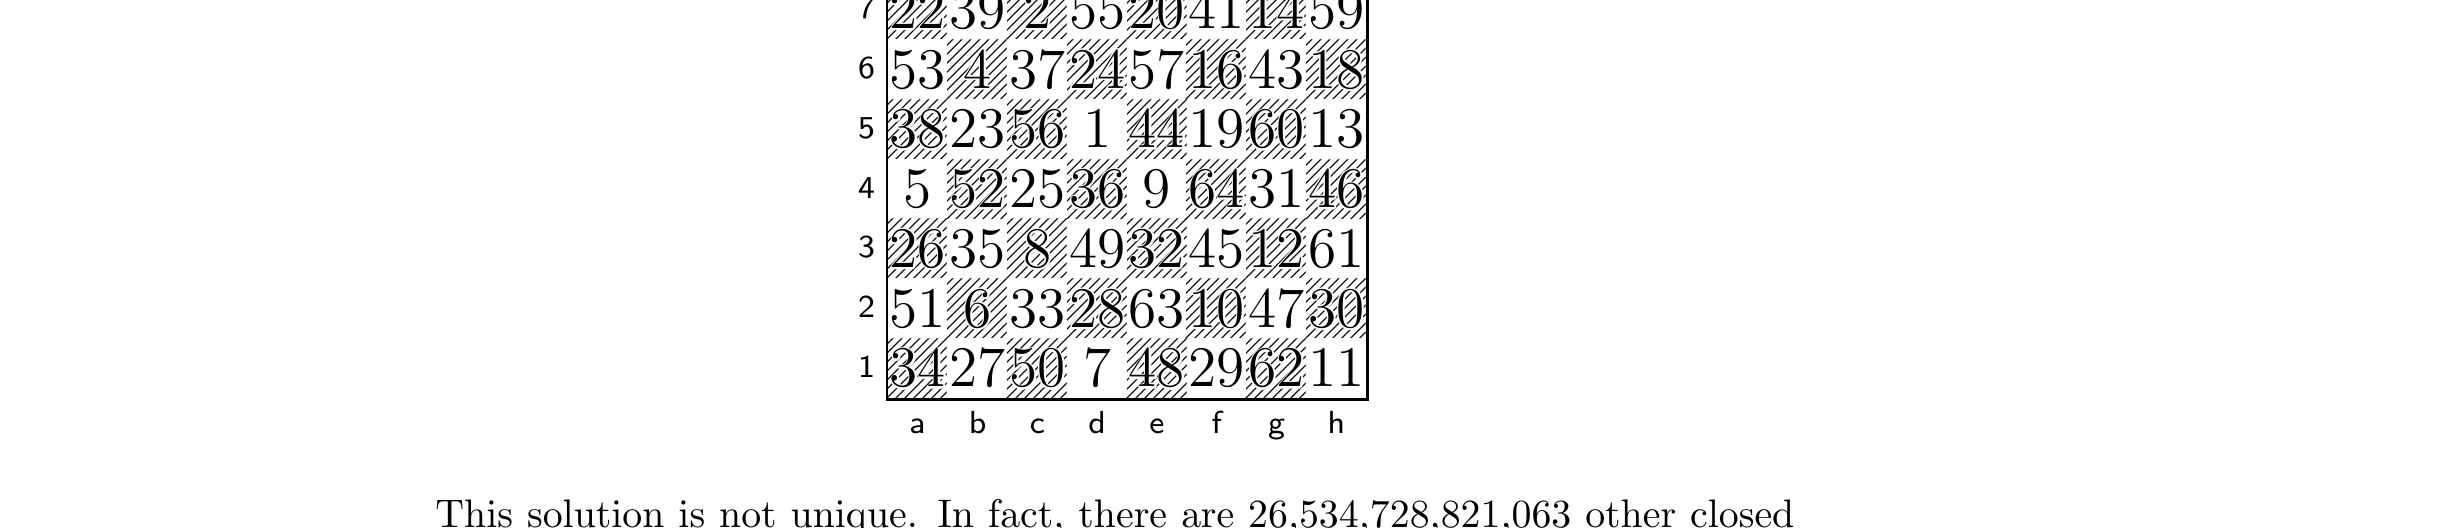 7 22 39 2 55 20 41 14 59
6 53 4 37 24 57 16 43 18
5 38 23 56 1 44 19 60 13
4 5 52 25 36 9 64 31 46
3 26 35 8 49 32 45 12 61
2 51 6 33 28 63 10 47 30
1 34 27 50 7 48 29 62 11
a b c d e f g h
This solution is not unique. In fact, there are 26,534,728,821,063 other closed